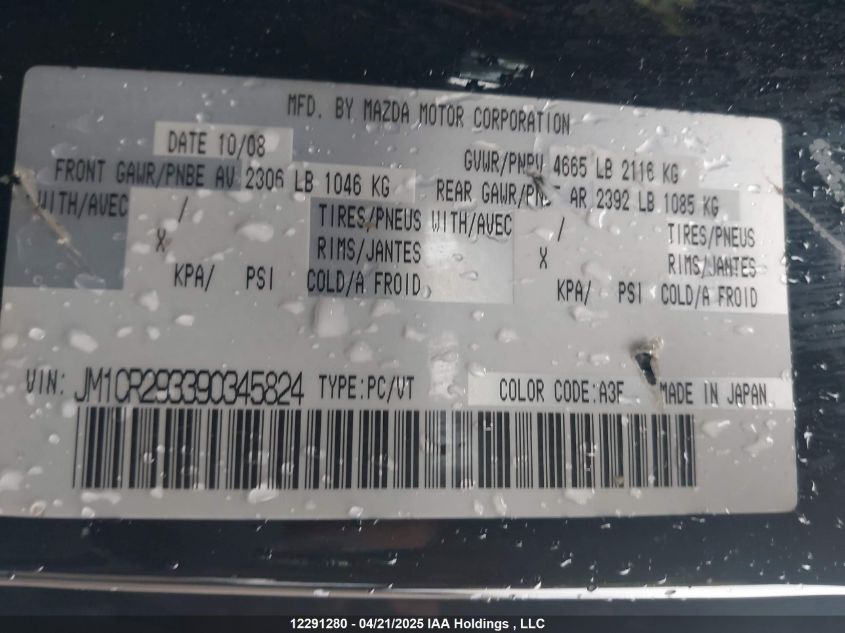 MFD. BY MAZDA MOTOR CORPORATION
DATE 10/08 GVWR/PNBV 4665 LB 2116 KG
FRONT GAWR/PNBE AV 2306 LB 1046 KG REAR GAWR/PNBE AR 2392 LB 1085 KG
WITH/AVEC / TIRES/PNEUS WITH/AVEC / TIRES/PNEUS
X RIMS/JANTES X RIMS/JANTES
KPA/ PSI COLD/A FROID KPA/ PSI COLD/A FROID
VIN: JM1CR293390345824 TYPE:PC/VT COLOR CODE:A3F MADE IN JAPAN
12291280 - 04/21/2025 IAA Holdings , LLC